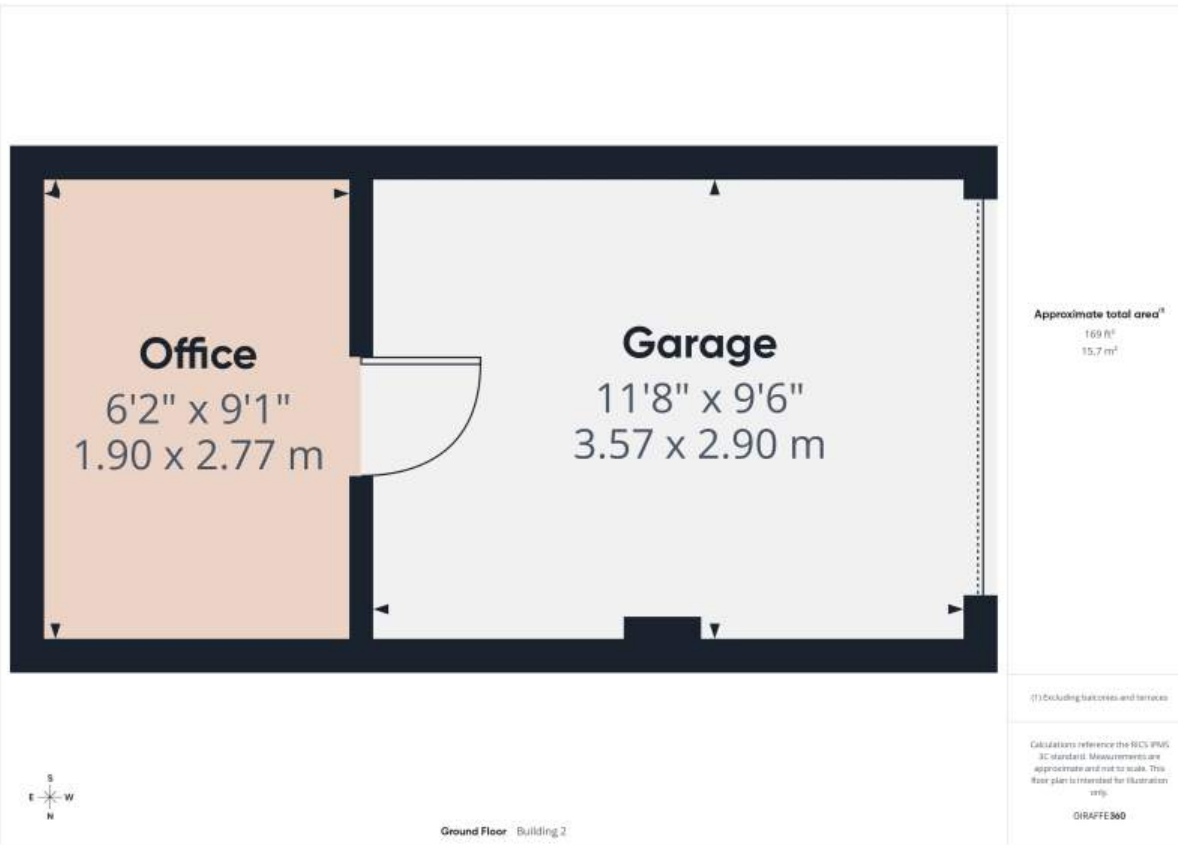 Office
6'2" x 9'1"
1.90 x 2.77 m
Garage
11'8" x 9'6"
3.57 x 2.90 m
Approximate total area⁽¹⁾
169 ft²
15.7 m²
(1) Excluding balconies and terraces
Calculations reference the RICS IPMS
3C standard. Measurements are
approximate and not to scale. This
floor plan is intended for illustration
only.
GIRAFFE360
S
E W
N
Ground Floor Building 2